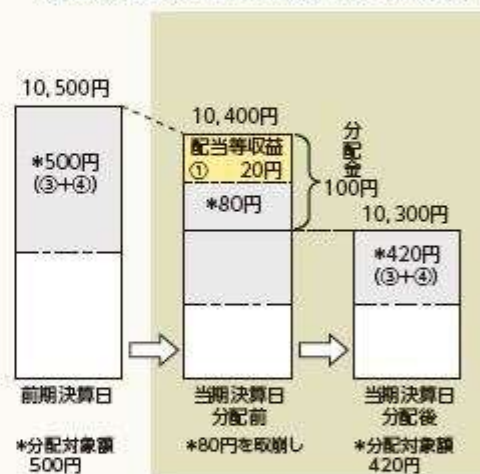 10,500円
*500円
(③+④)
前期決算日
*分配対象額
500円
10,400円
配当等収益
① 20円
*80円
分配金
100円
当期決算日
分配前
*80円を取崩し
10,300円
*420円
(③+④)
当期決算日
分配後
*分配対象額
420円